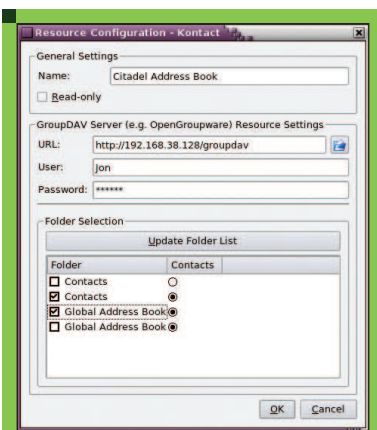 Resource Configuration - Kontact
General Settings
Name: Citadel Address Book
Read-only
GroupDAV Server (e.g. OpenGroupware) Resource Settings
URL: http://192.168.38.128/groupdav
User: Jon
Password: ******
Folder Selection
Update Folder List
Folder Contacts
Contacts
Contacts
Global Address Book
Global Address Book
OK Cancel